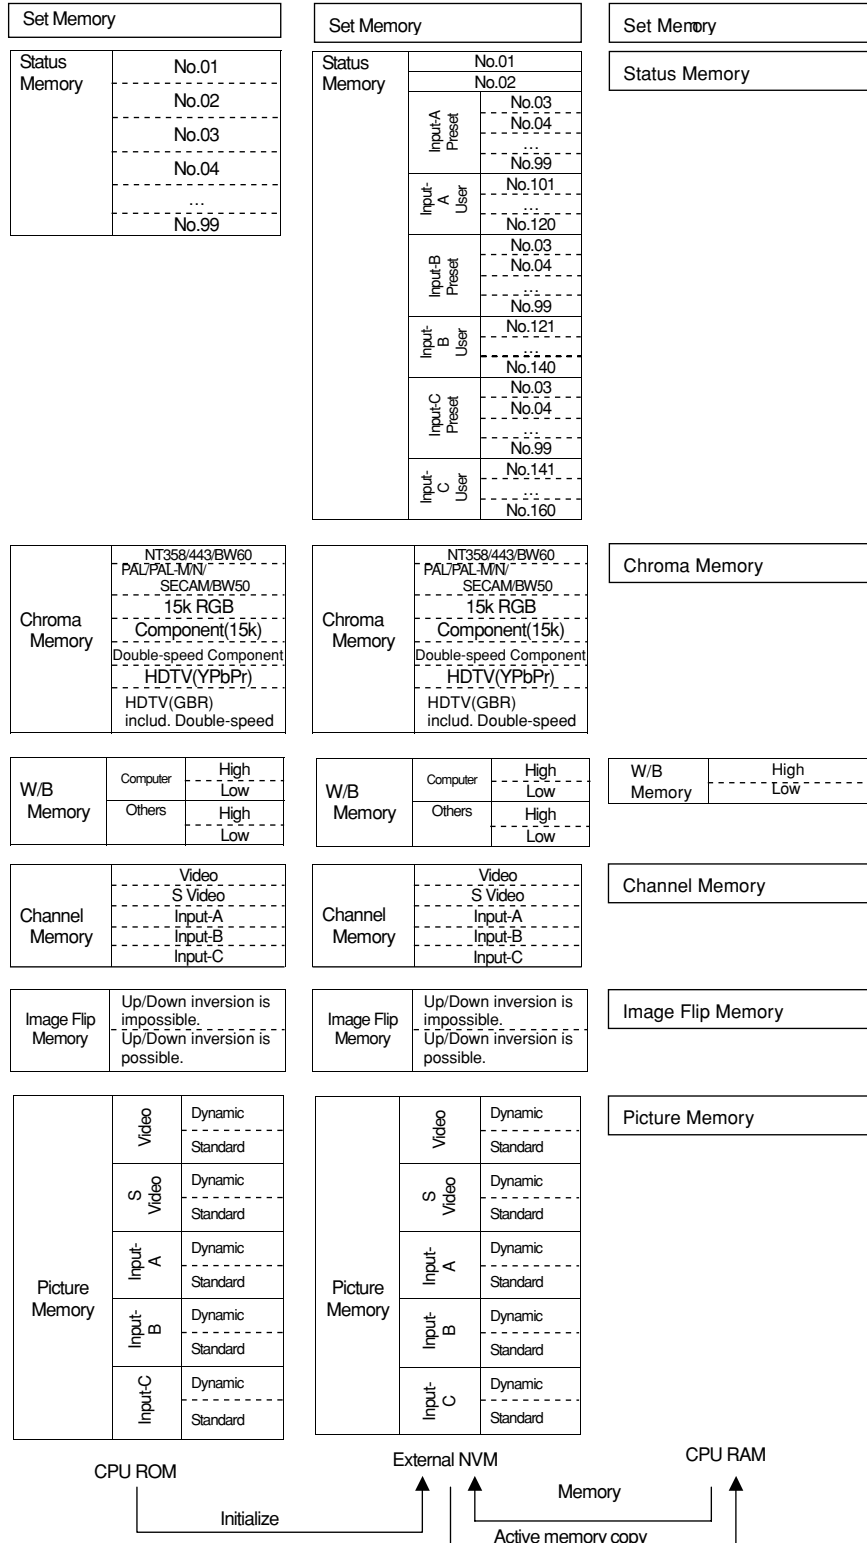 Set Memory
Set Memory
Set Memory
Status Memory
No.01
No.02
No.03
No.04
…
No.99
Status Memory
No.01
No.02
Input-A Preset
No.03
No.04
…
No.99
Input-A User
No.101
…
No.120
Input-B Preset
No.03
No.04
…
No.99
Input-B User
No.121
…
No.140
Input-C Preset
No.03
No.04
…
No.99
Input-C User
No.141
…
No.160
Status Memory
Chroma Memory
NT358/443/BW60
PAL/PAL-M/N/
SECAM/BW50
15k RGB
Component(15k)
Double-speed Component
HDTV(YPbPr)
HDTV(GBR)
includ. Double-speed
Chroma Memory
NT358/443/BW60
PAL/PAL-M/N/
SECAM/BW50
15k RGB
Component(15k)
Double-speed Component
HDTV(YPbPr)
HDTV(GBR)
includ. Double-speed
Chroma Memory
W/B Memory
Computer
High
Low
Others
High
Low
W/B Memory
Computer
High
Low
Others
High
Low
W/B Memory
High
Low
Channel Memory
Video
S Video
Input-A
Input-B
Input-C
Channel Memory
Video
S Video
Input-A
Input-B
Input-C
Channel Memory
Image Flip Memory
Up/Down inversion is
impossible.
Up/Down inversion is
possible.
Image Flip Memory
Up/Down inversion is
impossible.
Up/Down inversion is
possible.
Image Flip Memory
Picture Memory
Video
Dynamic
Standard
S Video
Dynamic
Standard
Input-A
Dynamic
Standard
Input-B
Dynamic
Standard
Input-C
Dynamic
Standard
Picture Memory
Video
Dynamic
Standard
S Video
Dynamic
Standard
Input-A
Dynamic
Standard
Input-B
Dynamic
Standard
Input-C
Dynamic
Standard
Picture Memory
CPU ROM
External NVM
CPU RAM
Initialize
Memory
Active memory copy